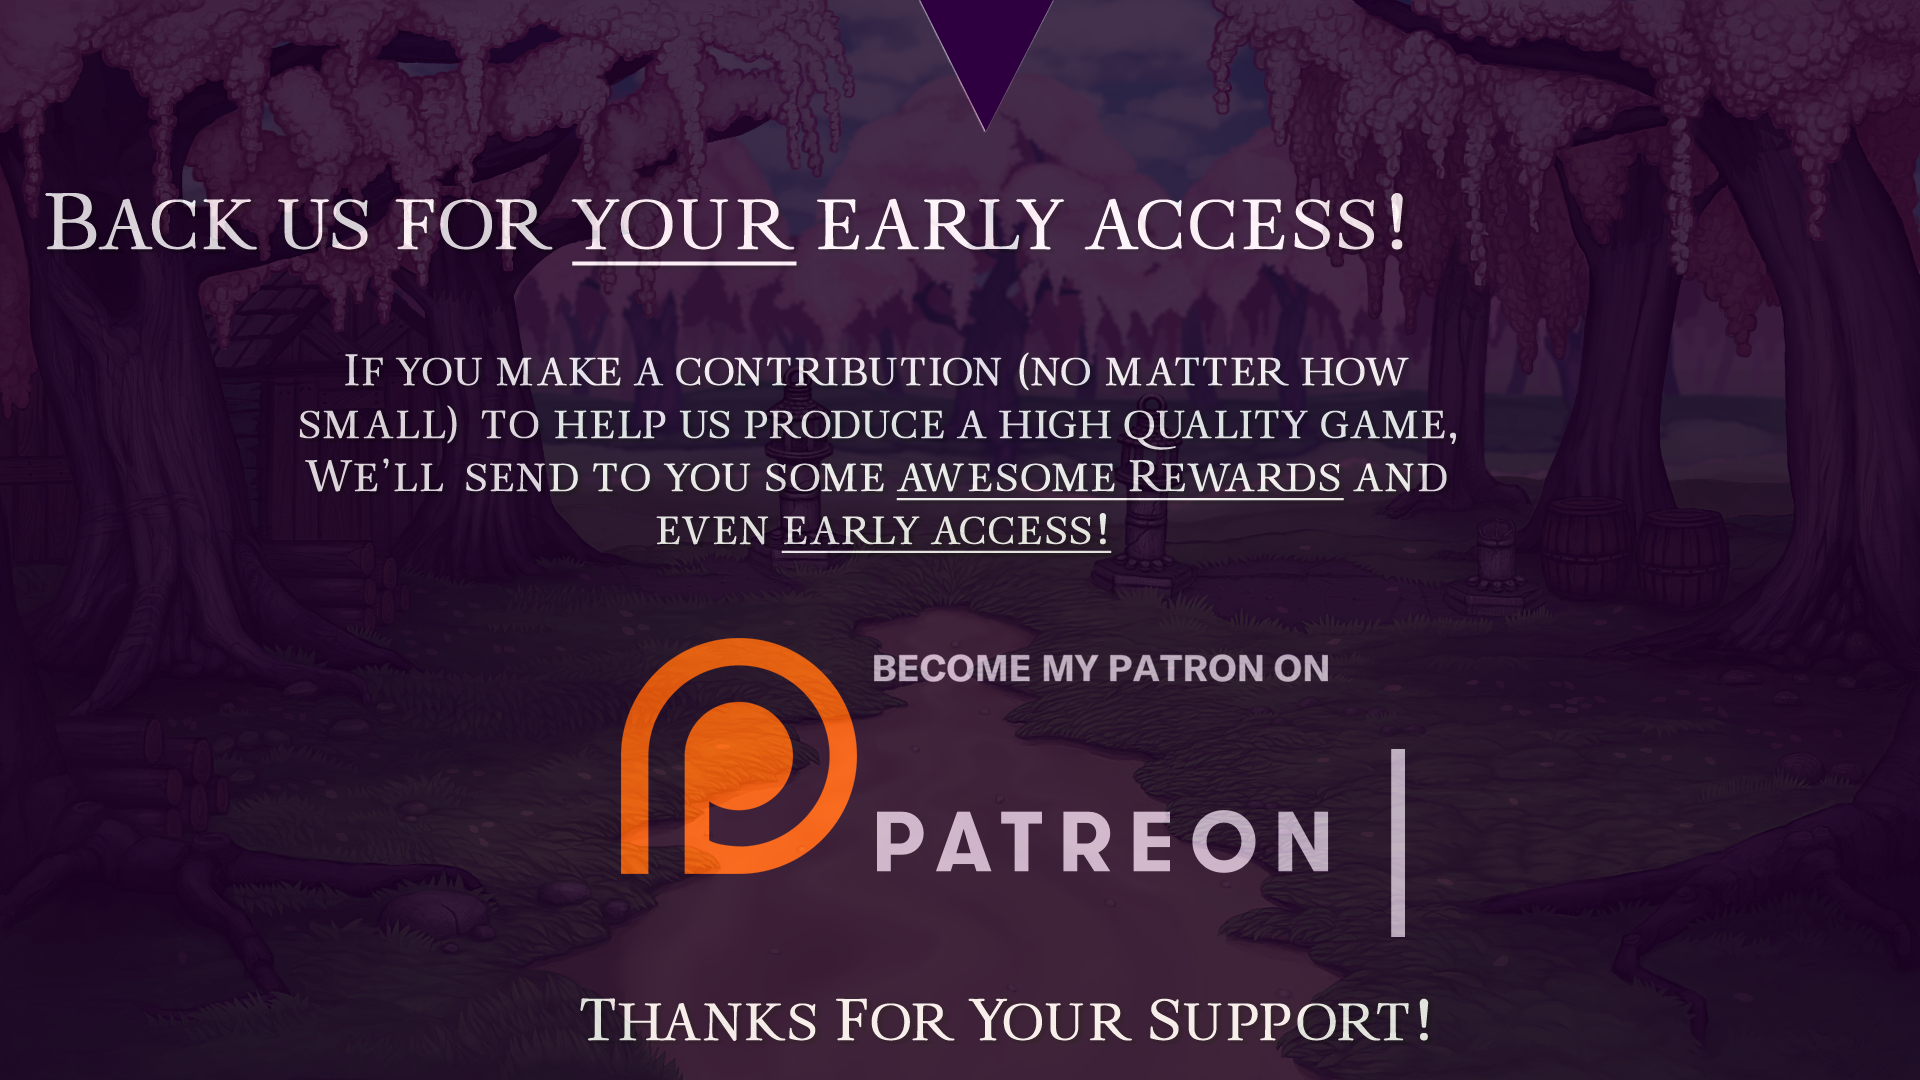 Back us for your early access!
If you make a contribution (no matter how
small) to help us produce a high quality game,
We'll send to you some awesome Rewards and
even early access!
BECOME MY PATRON ON
PATREON
Thanks For Your Support!